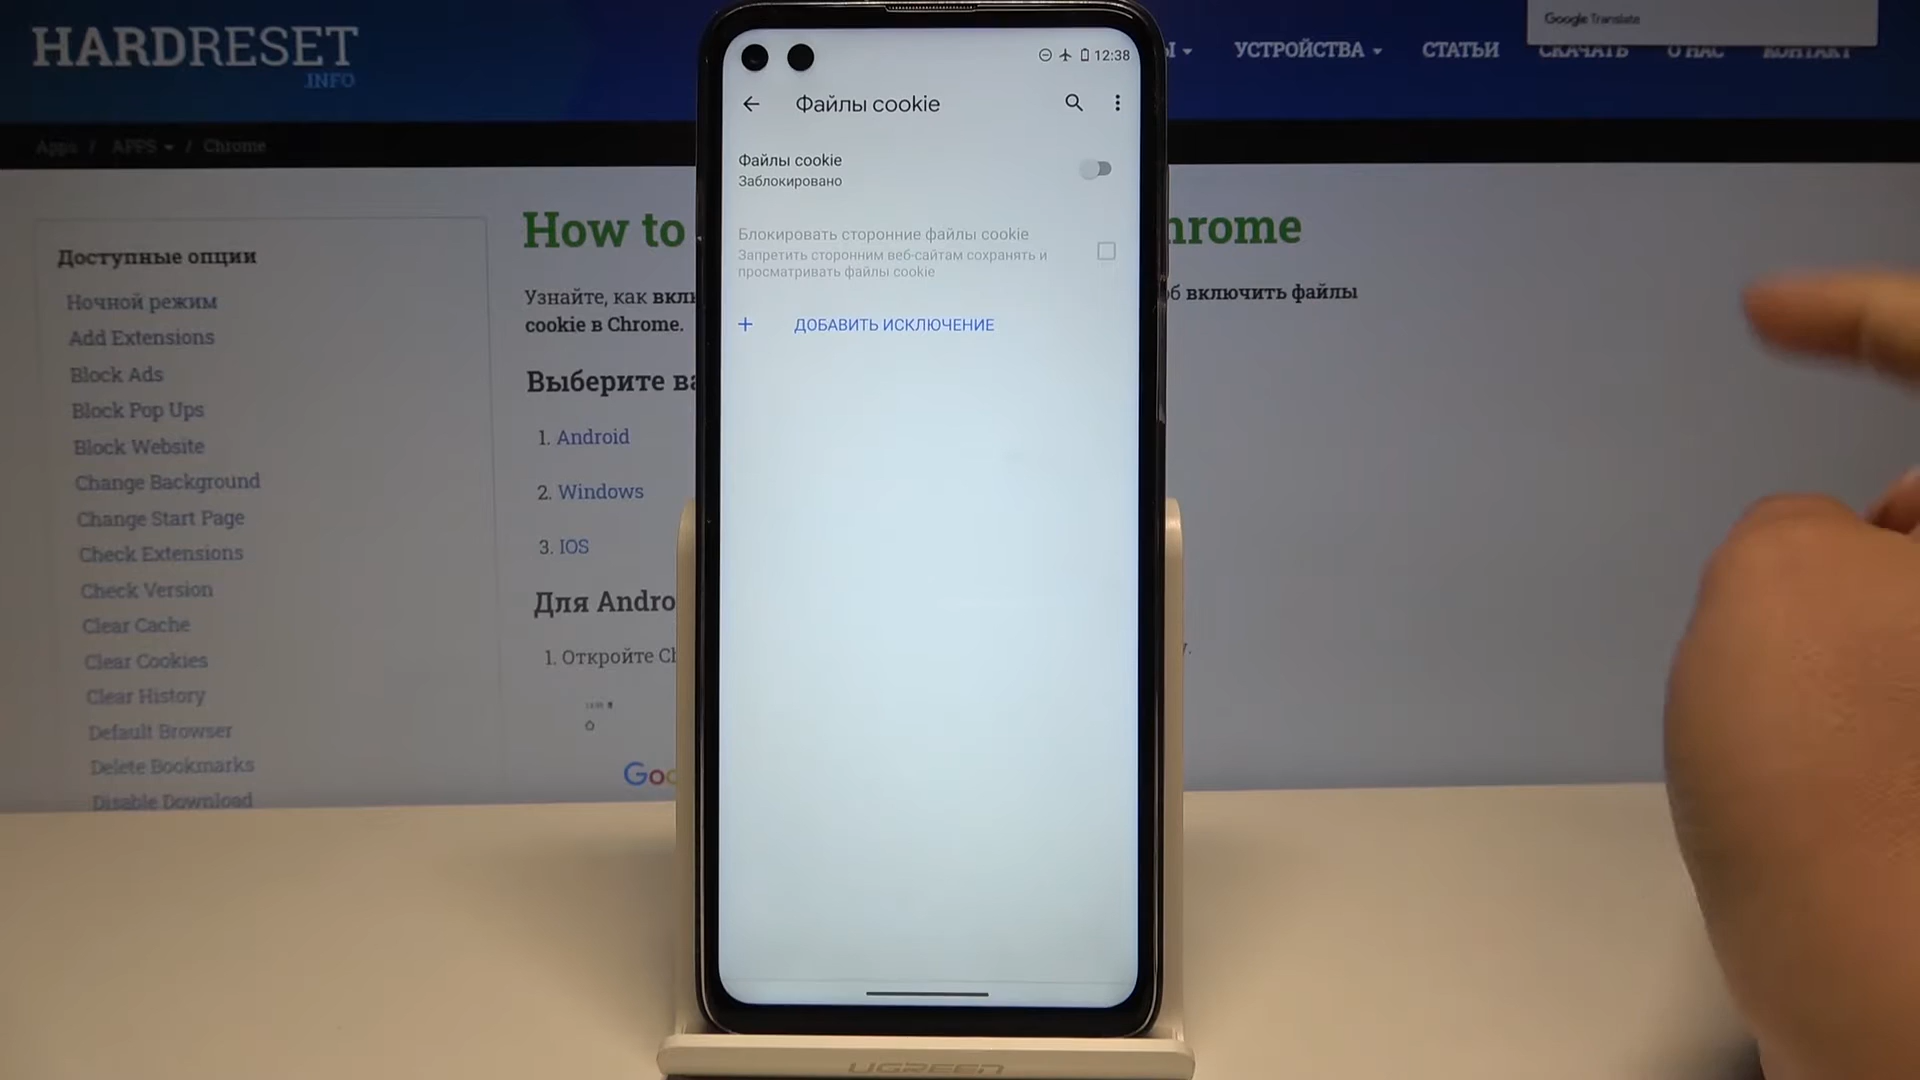 HARDRESET
.INFO
УСТРОЙСТВА
СТАТЬИ
СКАЧАТЬ
О НАС
КОНТАКТ
Google Translate
Apps / APPS / Chrome
Доступные опции
Ночной режим
Add Extensions
Block Ads
Block Pop Ups
Block Website
Change Background
Change Start Page
Check Extensions
Check Version
Clear Cache
Clear Cookies
Clear History
Default Browser
Delete Bookmarks
Disable Download
How to
hrome
Узнайте, как
включить файлы
cookie в Chrome.
Выберите
1. Android
2. Windows
3. IOS
Для Andro
1. Откройте
12:38
Файлы cookie
Файлы cookie
Заблокировано
Блокировать сторонние файлы cookie
Запретить сторонним веб-сайтам сохранять и
просматривать файлы cookie
+ ДОБАВИТЬ ИСКЛЮЧЕНИЕ
UGREEN